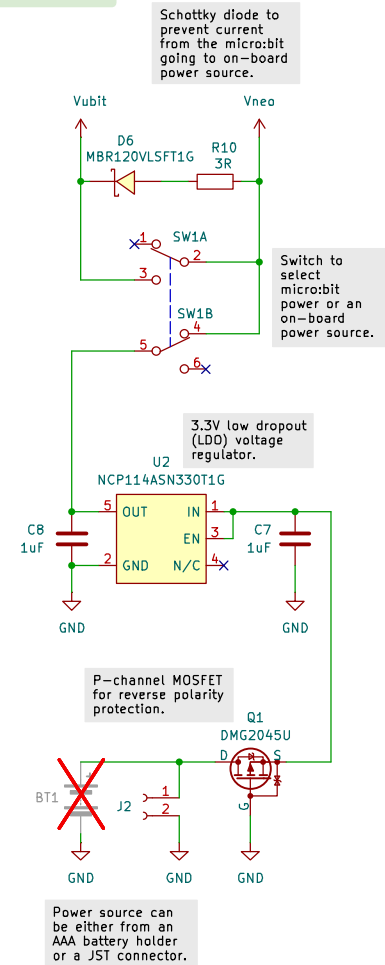 Schottky diode to
prevent current
from the micro:bit
going to on-board
power source.
Vubit
Vneo
D6
MBR120VLSFT1G
R10
3R
1
SW1A
2
3
Switch to
select
micro:bit
power or an
on-board
power source.
SW1B
4
5
6
3.3V low dropout
(LDO) voltage
regulator.
U2
NCP114ASN330T1G
5 OUT IN 1
EN 3
2 GND N/C 4
C8
1uF
C7
1uF
GND
GND
P-channel MOSFET
for reverse polarity
protection.
Q1
DMG2045U
D S
G
BT1
+
J2
1
2
GND
GND
GND
Power source can
be either from an
AAA battery holder
or a JST connector.